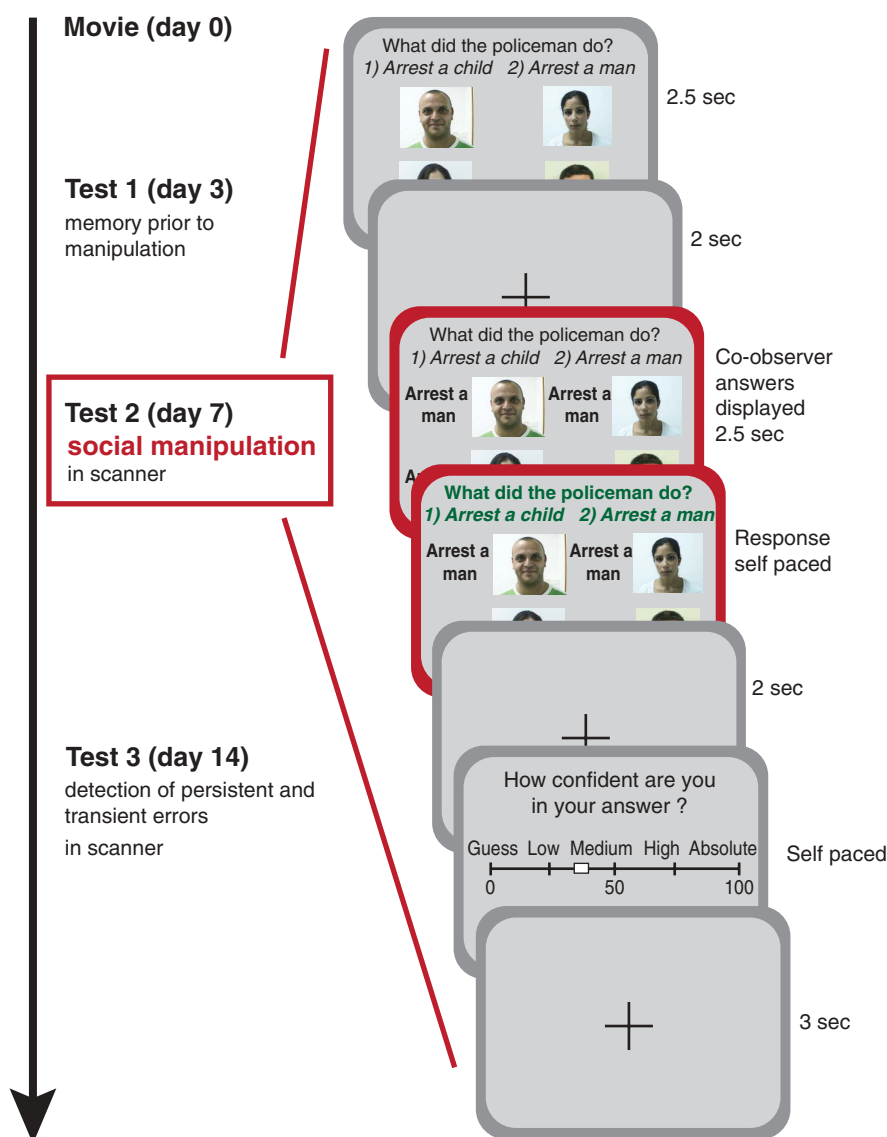 Movie (day 0)
Test 1 (day 3)
memory prior to
manipulation
Test 2 (day 7)
social manipulation
in scanner
Test 3 (day 14)
detection of persistent and
transient errors
in scanner
What did the policeman do?
1) Arrest a child 2) Arrest a man
2.5 sec
2 sec
What did the policeman do?
1) Arrest a child 2) Arrest a man
Arrest a
man
Arrest a
man
Co-observer
answers
displayed
2.5 sec
What did the policeman do?
1) Arrest a child 2) Arrest a man
Arrest a
man
Arrest a
man
Response
self paced
2 sec
How confident are you
in your answer ?
Guess Low Medium High Absolute
0 50 100
Self paced
3 sec